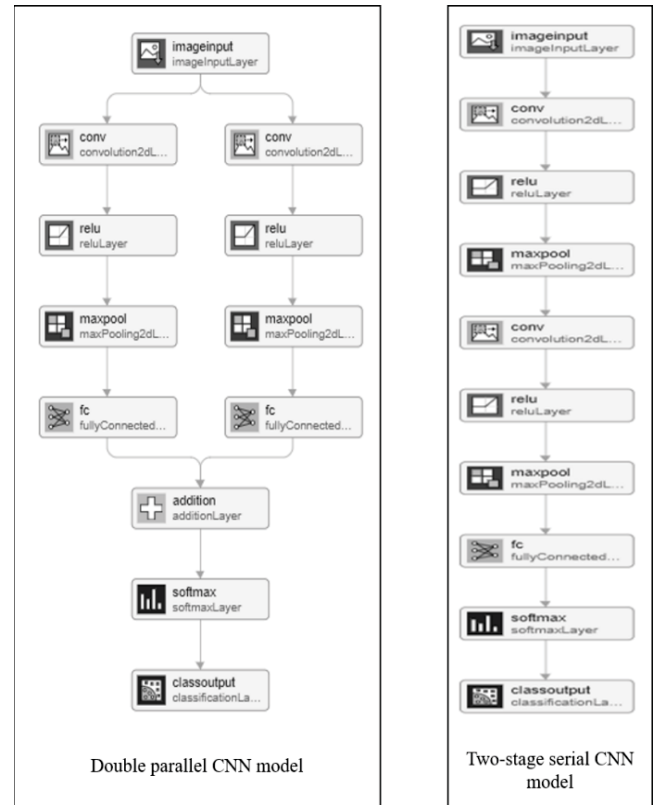 imageinput
imageInputLayer
conv
convolution2dL...
conv
convolution2dL...
relu
reluLayer
relu
reluLayer
maxpool
maxPooling2dL...
maxpool
maxPooling2dL...
fc
fullyConnected...
fc
fullyConnected...
addition
additionLayer
softmax
softmaxLayer
classoutput
classificationLa...
Double parallel CNN model
imageinput
imageInputLayer
conv
convolution2dL...
relu
reluLayer
maxpool
maxPooling2dL...
conv
convolution2dL...
relu
reluLayer
maxpool
maxPooling2dL...
fc
fullyConnected...
softmax
softmaxLayer
classoutput
classificationLa...
Two-stage serial CNN
model